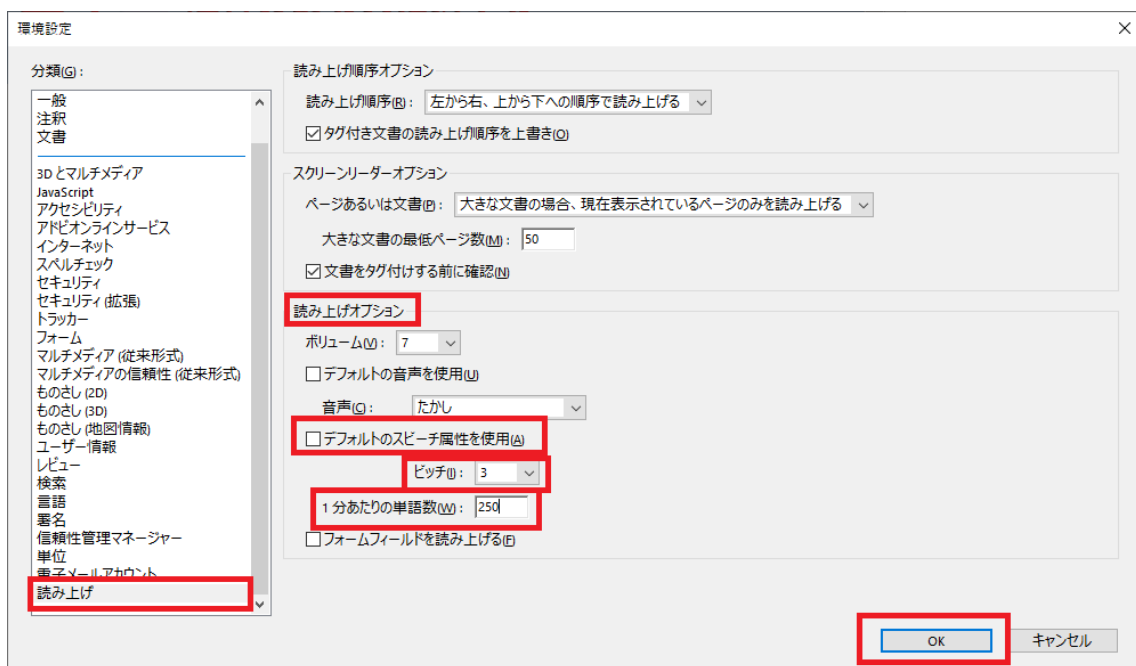 環境設定
分類(G):
一般
注釈
文書
3D とマルチメディア
JavaScript
アクセシビリティ
アドビオンラインサービス
インターネット
スペルチェック
セキュリティ
セキュリティ (拡張)
トラッカー
フォーム
マルチメディア (従来形式)
マルチメディアの信頼性 (従来形式)
ものさし (2D)
ものさし (3D)
ものさし (地図情報)
ユーザー情報
レビュー
検索
言語
署名
信頼性管理マネージャー
単位
電子メールアカウント
読み上げ
読み上げ順序オプション
読み上げ順序(R): 左から右、上から下への順序で読み上げる
タグ付き文書の読み上げ順序を上書き(O)
スクリーンリーダーオプション
ページあるいは文書(P): 大きな文書の場合、現在表示されているページのみを読み上げる
大きな文書の最低ページ数(M): 50
文書をタグ付けする前に確認(N)
読み上げオプション
ボリューム(V): 7
デフォルトの音声を使用(U)
音声(C): たかし
デフォルトのスピーチ属性を使用(A)
ピッチ(I): 3
1 分あたりの単語数(W): 250
フォームフィールドを読み上げる(F)
OK キャンセル